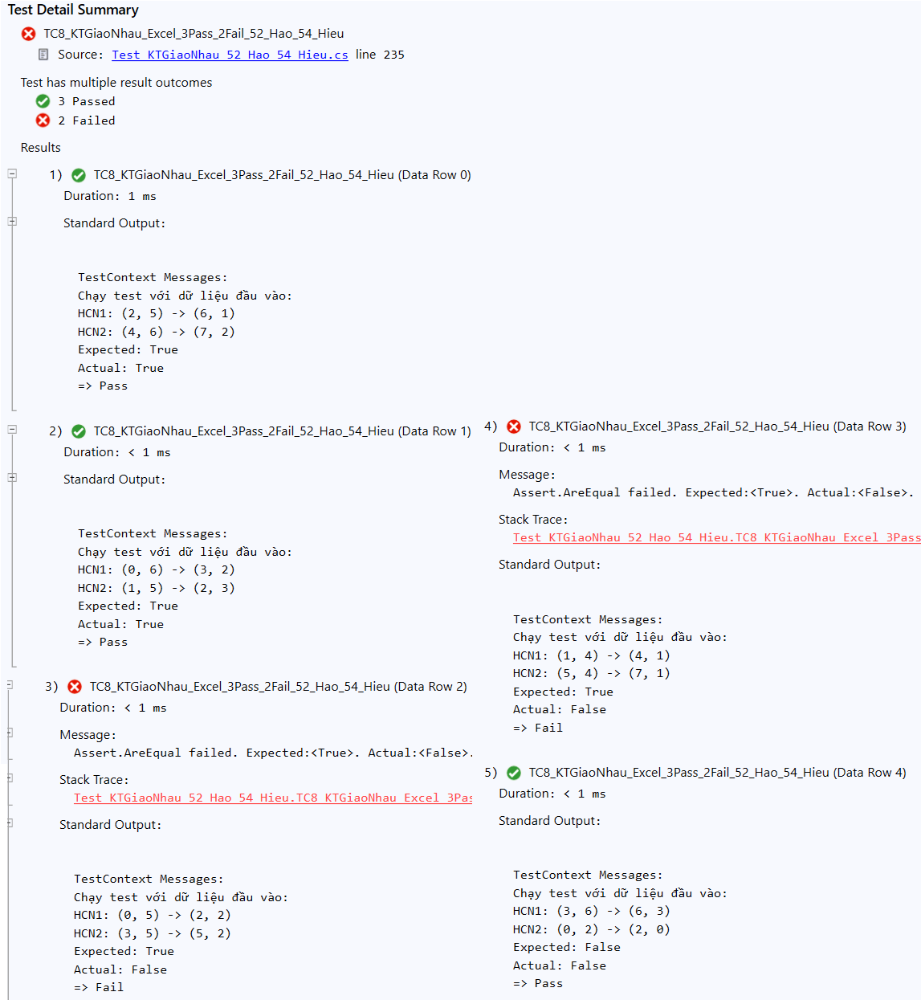 Test Detail Summary
TC8_KTGiaoNhau_Excel_3Pass_2Fail_52_Hao_54_Hieu
Source: Test_KTGiaoNhau_52_Hao_54_Hieu.cs line 235
Test has multiple result outcomes
3 Passed
2 Failed
Results
1) TC8_KTGiaoNhau_Excel_3Pass_2Fail_52_Hao_54_Hieu (Data Row 0)
Duration: 1 ms
Standard Output:
TestContext Messages:
Chạy test với dữ liệu đầu vào:
HCN1: (2, 5) -> (6, 1)
HCN2: (4, 6) -> (7, 2)
Expected: True
Actual: True
=> Pass
2) TC8_KTGiaoNhau_Excel_3Pass_2Fail_52_Hao_54_Hieu (Data Row 1)
Duration: < 1 ms
Standard Output:
TestContext Messages:
Chạy test với dữ liệu đầu vào:
HCN1: (0, 6) -> (3, 2)
HCN2: (1, 5) -> (2, 3)
Expected: True
Actual: True
=> Pass
3) TC8_KTGiaoNhau_Excel_3Pass_2Fail_52_Hao_54_Hieu (Data Row 2)
Duration: < 1 ms
Message:
Assert.AreEqual failed. Expected:<True>. Actual:<False>.
Stack Trace:
Test_KTGiaoNhau_52_Hao_54_Hieu.TC8_KTGiaoNhau_Excel_3Pas
Standard Output:
TestContext Messages:
Chạy test với dữ liệu đầu vào:
HCN1: (0, 5) -> (2, 2)
HCN2: (3, 5) -> (5, 2)
Expected: True
Actual: False
=> Fail
4) TC8_KTGiaoNhau_Excel_3Pass_2Fail_52_Hao_54_Hieu (Data Row 3)
Duration: < 1 ms
Message:
Assert.AreEqual failed. Expected:<True>. Actual:<False>.
Stack Trace:
Test_KTGiaoNhau_52_Hao_54_Hieu.TC8_KTGiaoNhau_Excel_3Pass
Standard Output:
TestContext Messages:
Chạy test với dữ liệu đầu vào:
HCN1: (1, 4) -> (4, 1)
HCN2: (5, 4) -> (7, 1)
Expected: True
Actual: False
=> Fail
5) TC8_KTGiaoNhau_Excel_3Pass_2Fail_52_Hao_54_Hieu (Data Row 4)
Duration: < 1 ms
Standard Output:
TestContext Messages:
Chạy test với dữ liệu đầu vào:
HCN1: (3, 6) -> (6, 3)
HCN2: (0, 2) -> (2, 0)
Expected: False
Actual: False
=> Pass